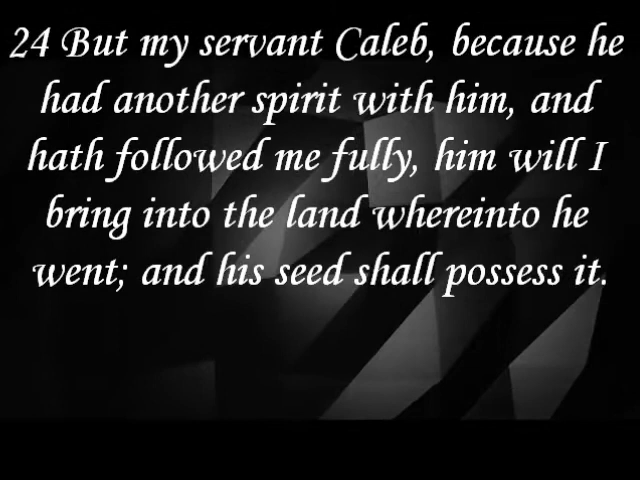 24 But my servant Caleb, because he
had another spirit with him, and
hath followed me fully, him will I
bring into the land whereinto he
went; and his seed shall possess it.